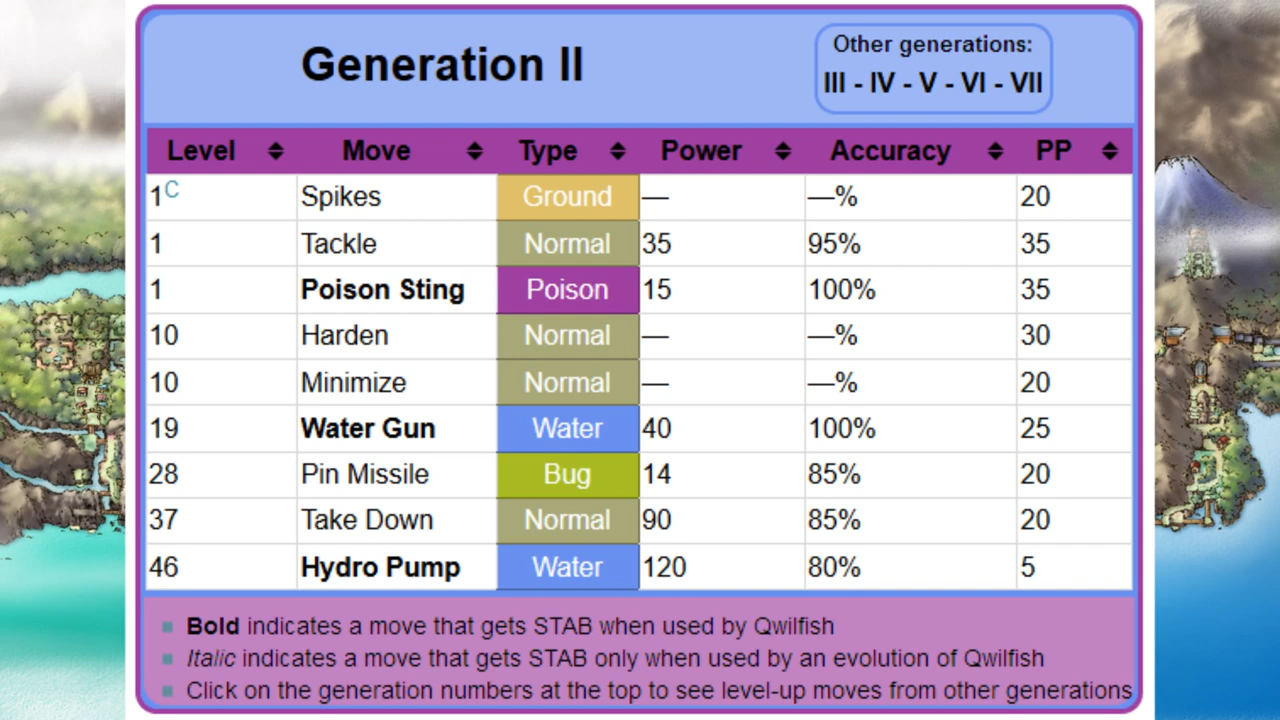 Generation II
Other generations:
III - IV - V - VI - VII
Level Move Type Power Accuracy PP
1C Spikes Ground — —% 20
1 Tackle Normal 35 95% 35
1 Poison Sting Poison 15 100% 35
10 Harden Normal — —% 30
10 Minimize Normal — —% 20
19 Water Gun Water 40 100% 25
28 Pin Missile Bug 14 85% 20
37 Take Down Normal 90 85% 20
46 Hydro Pump Water 120 80% 5
Bold indicates a move that gets STAB when used by Qwilfish
Italic indicates a move that gets STAB only when used by an evolution of Qwilfish
Click on the generation numbers at the top to see level-up moves from other generations